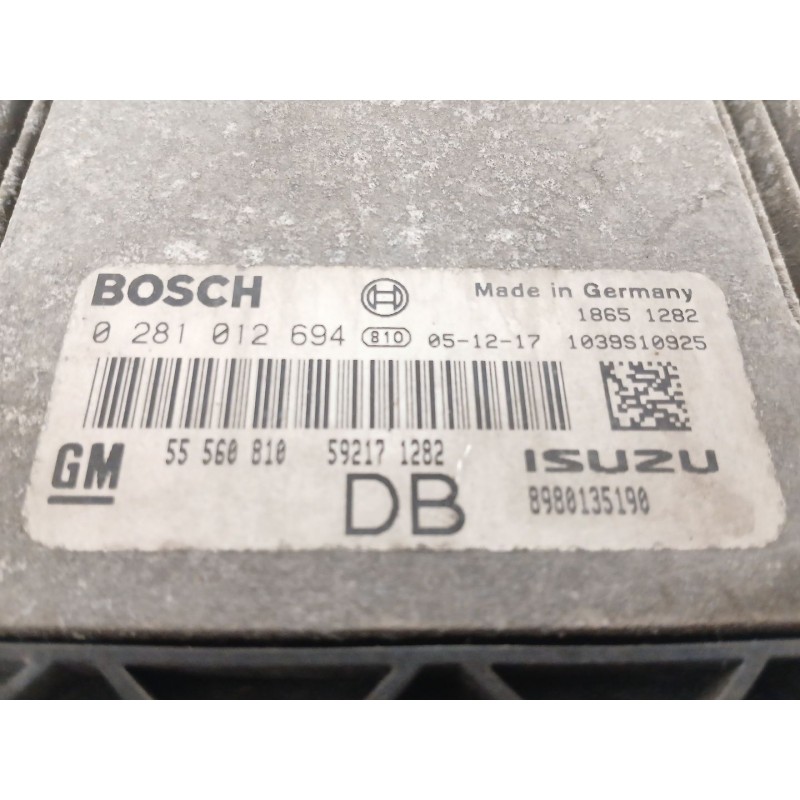 BOSCH Made in Germany
1865 1282
0 281 012 694 810 05-12-17 1039S10925
GM 55 560 810 59217 1282 ISUZU
DB 8980135190